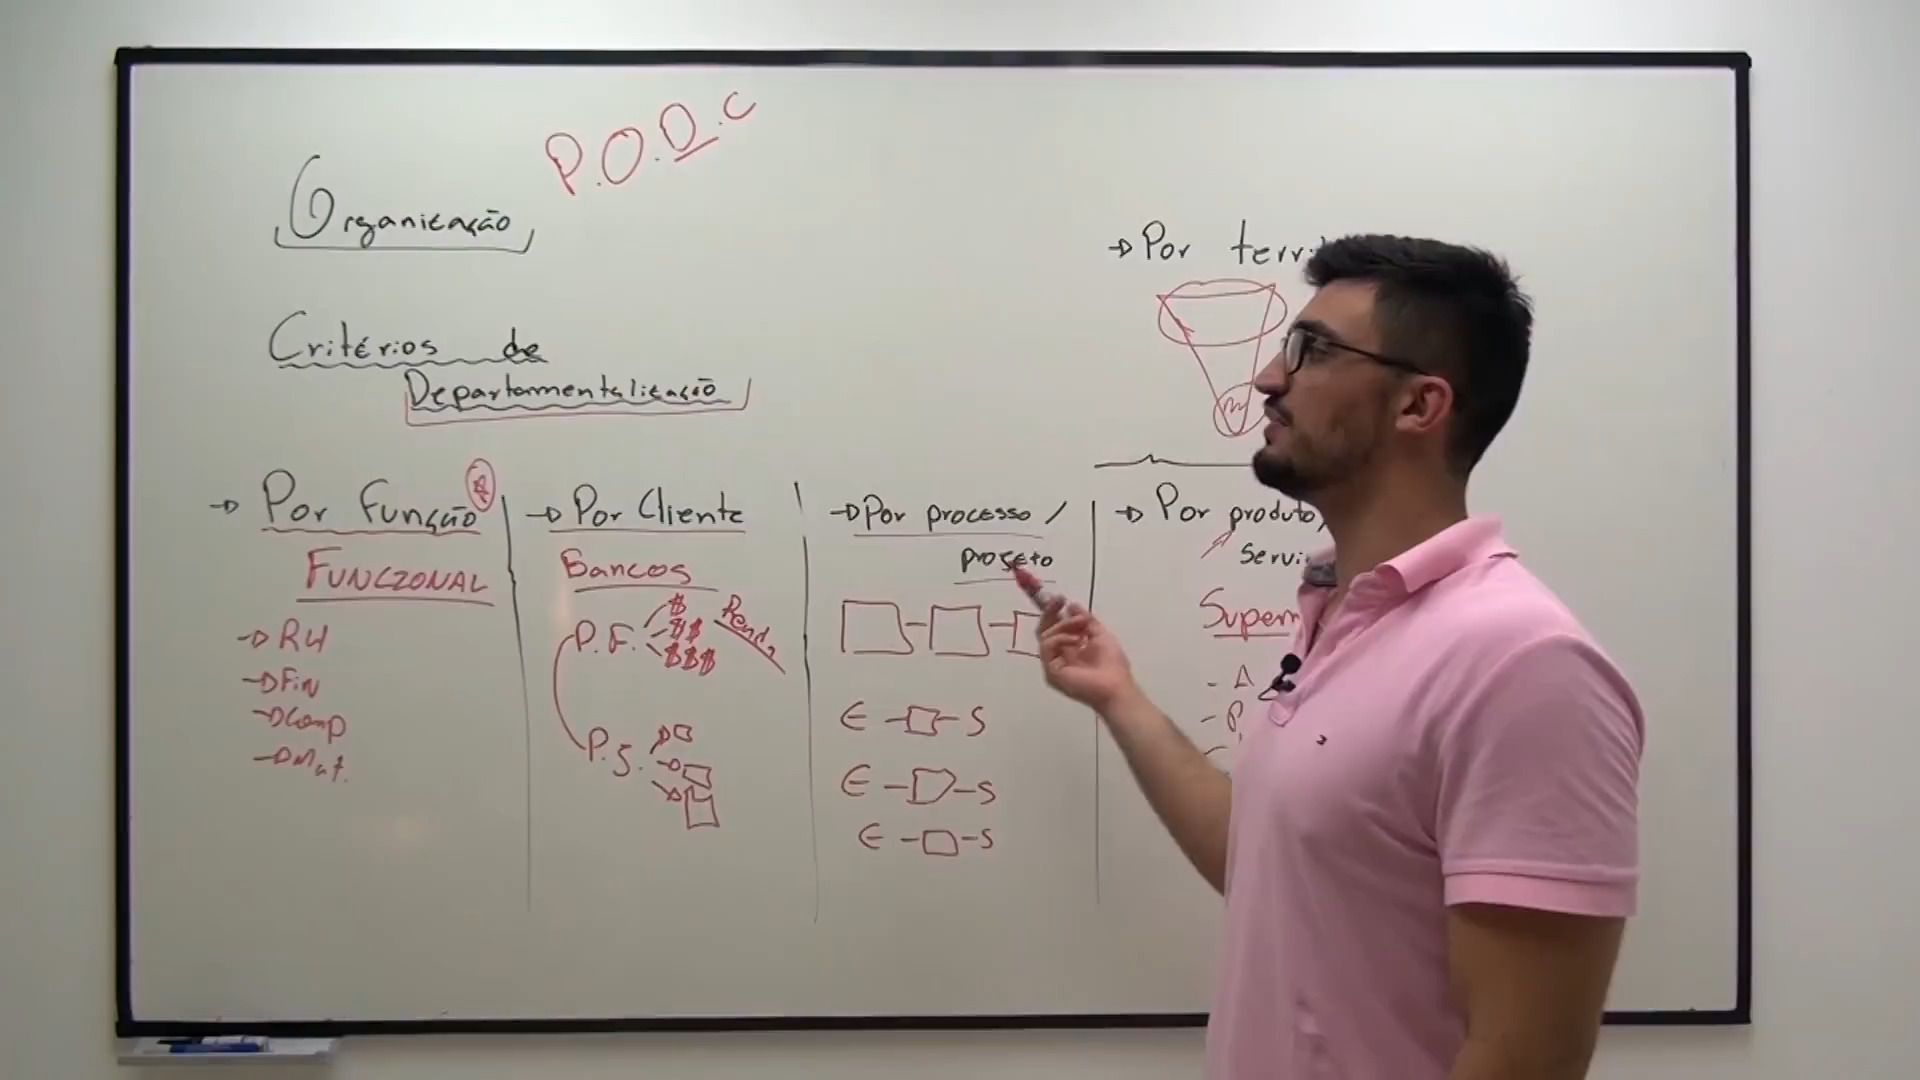 P.O.D.C
Organização
Critérios de
Departamentalização
→ Por terri
→ Por Função
FUNCIONAL
→ RH
→ Fin
→ Comp
→ Mat.
→ Por Cliente
Bancos
P.F.
$
$$
$$$
Renda
P.J.
→ Por processo /
projeto
E - S
E - S
E - S
→ Por produto/
Servi
Superm
- A
- P